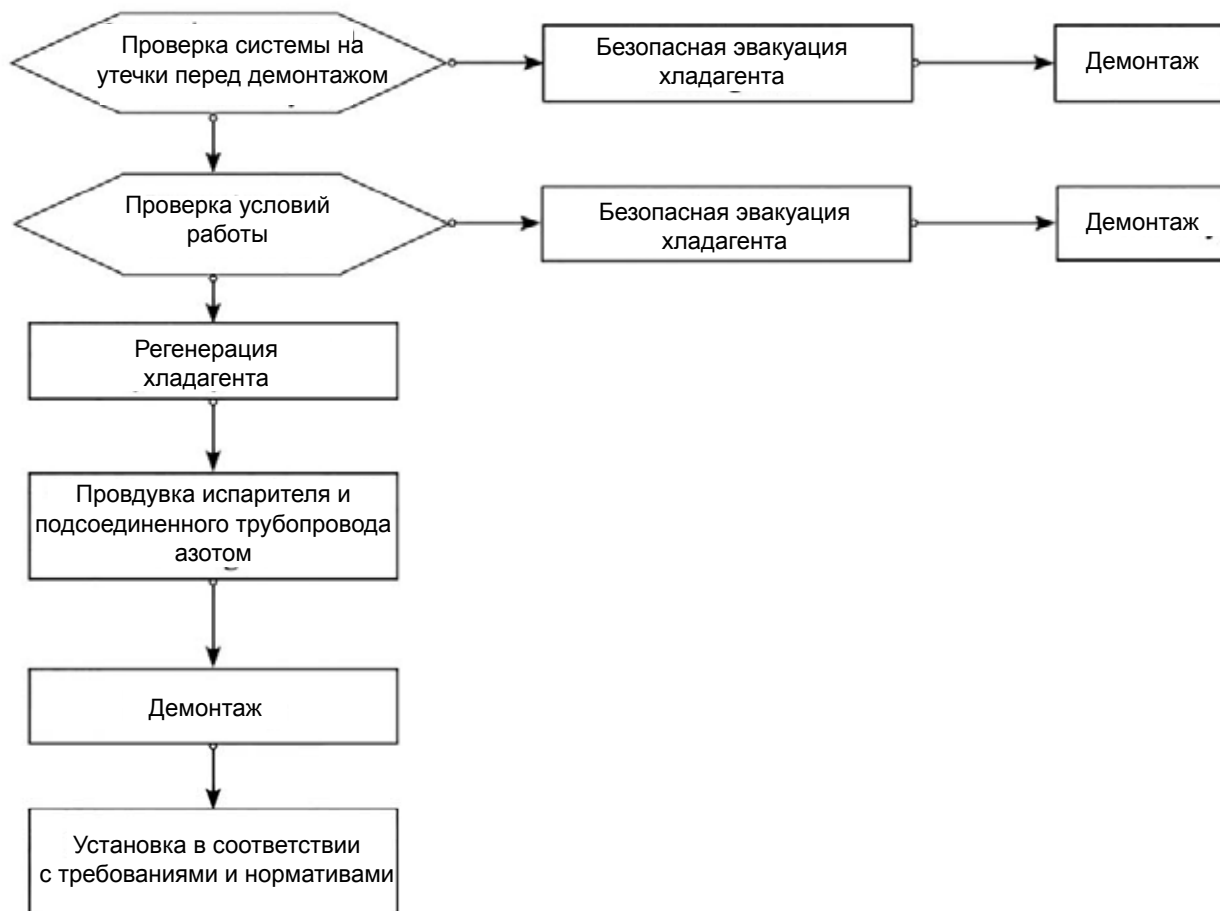 Проверка системы на
утечки перед демонтажом
Безопасная эвакуация
хладагента
Демонтаж
Проверка условий
работы
Безопасная эвакуация
хладагента
Демонтаж
Регенерация
хладагента
Провдувка испарителя и
подсоединенного трубопровода
азотом
Демонтаж
Установка в соответствии
с требованиями и нормативами